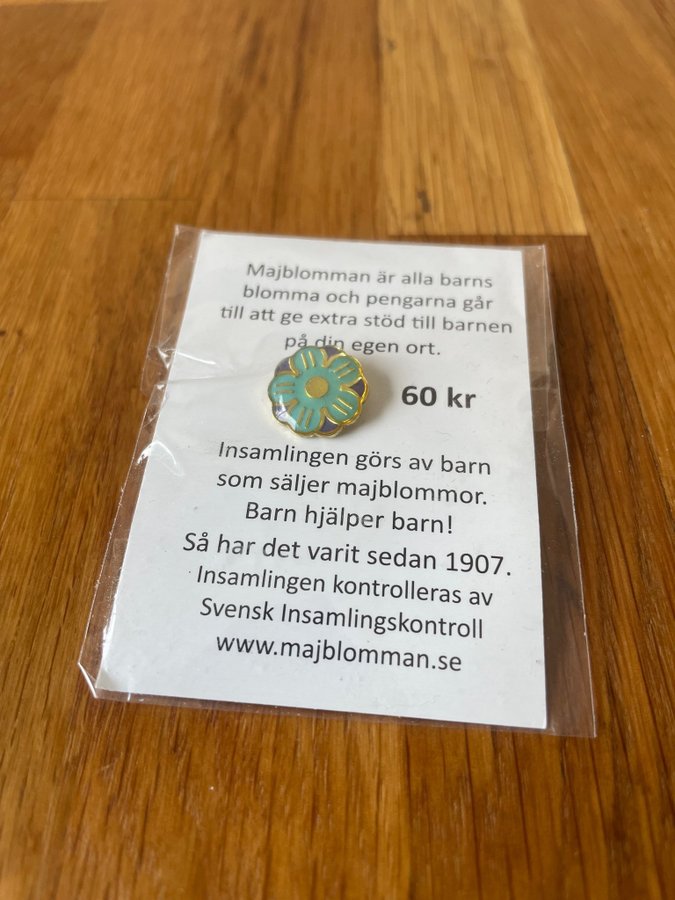 Majblomman är alla barns
blomma och pengarna går
till att ge extra stöd till barnen
på din egen ort.
60 kr
Insamlingen görs av barn
som säljer majblommor.
Barn hjälper barn!
Så har det varit sedan 1907.
Insamlingen kontrolleras av
Svensk Insamlingskontroll
www.majblomman.se